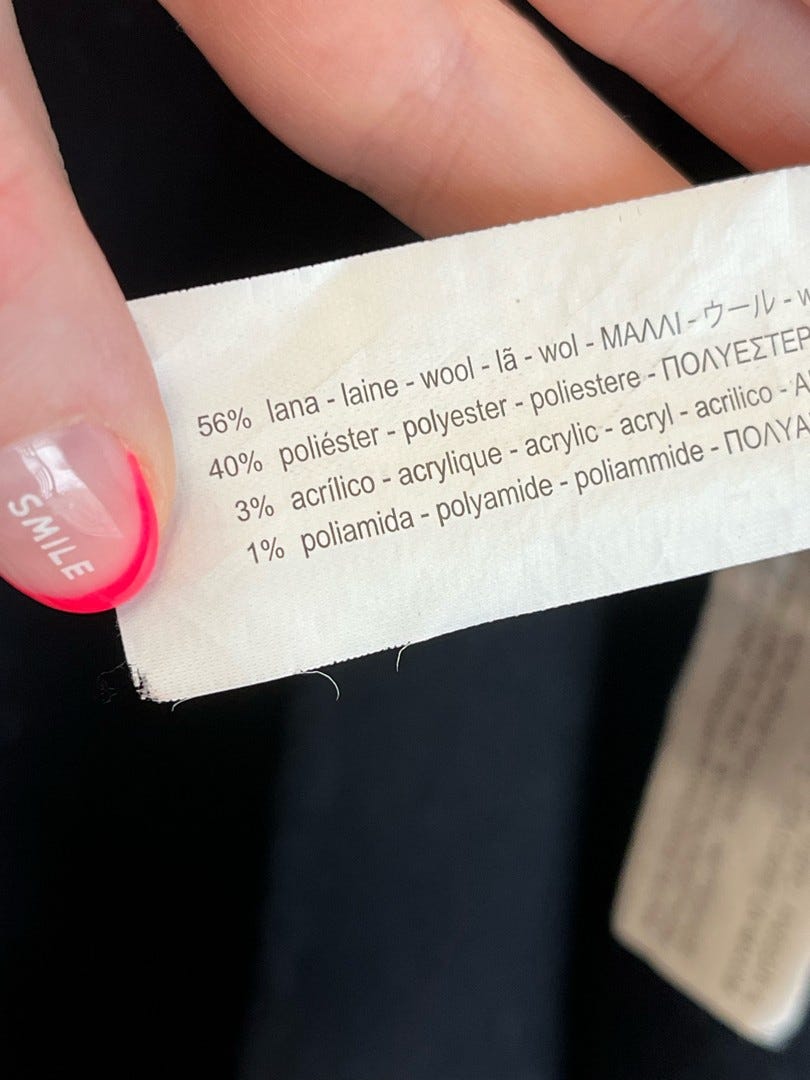 56% lana - laine - wool - lã - wol - ΜΑΛΛΙ - ウール - w
40% poliéster - polyester - poliestere - ΠΟΛΥΕΣΤΕΡ
3% acrílico - acrylique - acrylic - acryl - acrilico -
1% poliamida - polyamide - poliammide - ΠΟΛΥΑ
SMILE